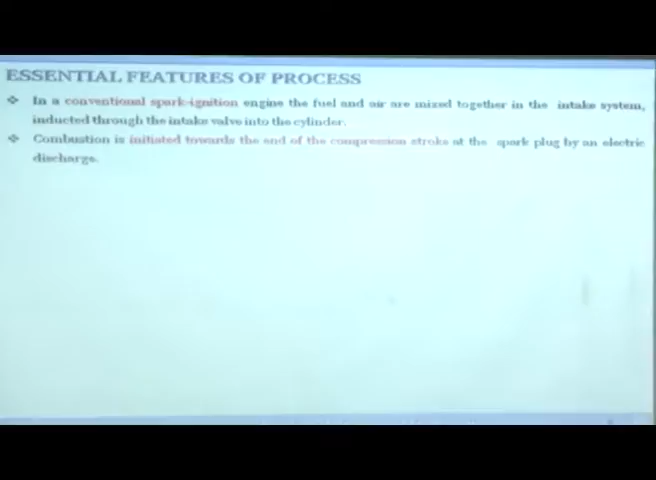 ESSENTIAL FEATURES OF PROCESS
❖ In a conventional spark-ignition engine the fuel and air are mixed together in the intake system,
inducted through the intake valve into the cylinder.
❖ Combustion is initiated towards the end of the compression stroke at the spark plug by an electric
discharge.